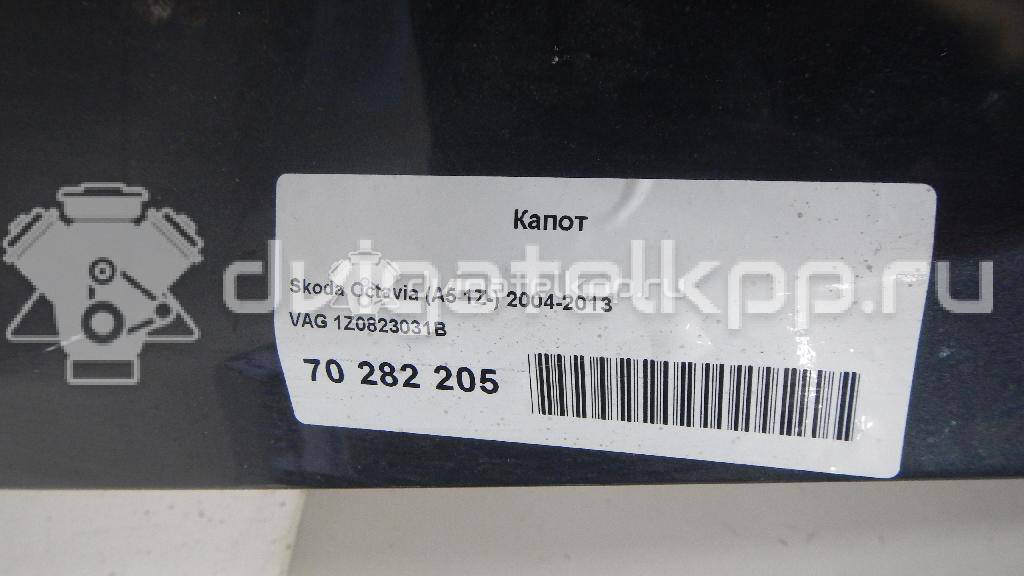 Капот
Skoda Octavia (A5 1Z-) 2004-2013
VAG 1Z0823031B
70 282 205
dvigatelkpp.ru